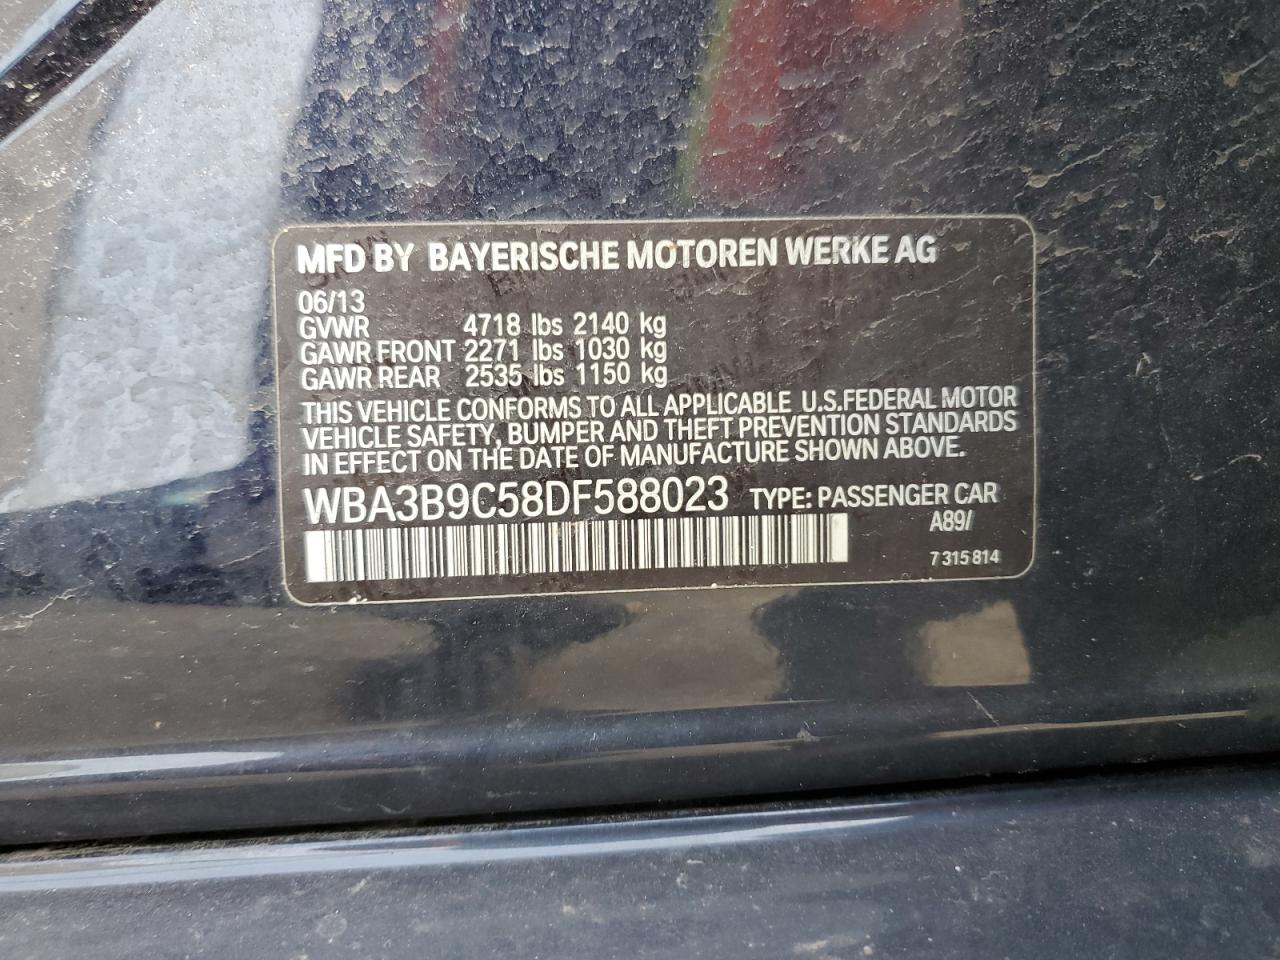 MFD BY BAYERISCHE MOTOREN WERKE AG
06/13
GVWR 4718 lbs 2140 kg
GAWR FRONT 2271 lbs 1030 kg
GAWR REAR 2535 lbs 1150 kg
THIS VEHICLE CONFORMS TO ALL APPLICABLE U.S.FEDERAL MOTOR
VEHICLE SAFETY, BUMPER AND THEFT PREVENTION STANDARDS
IN EFFECT ON THE DATE OF MANUFACTURE SHOWN ABOVE.
WBA3B9C58DF588023 TYPE: PASSENGER CAR
A89/
7 315 814